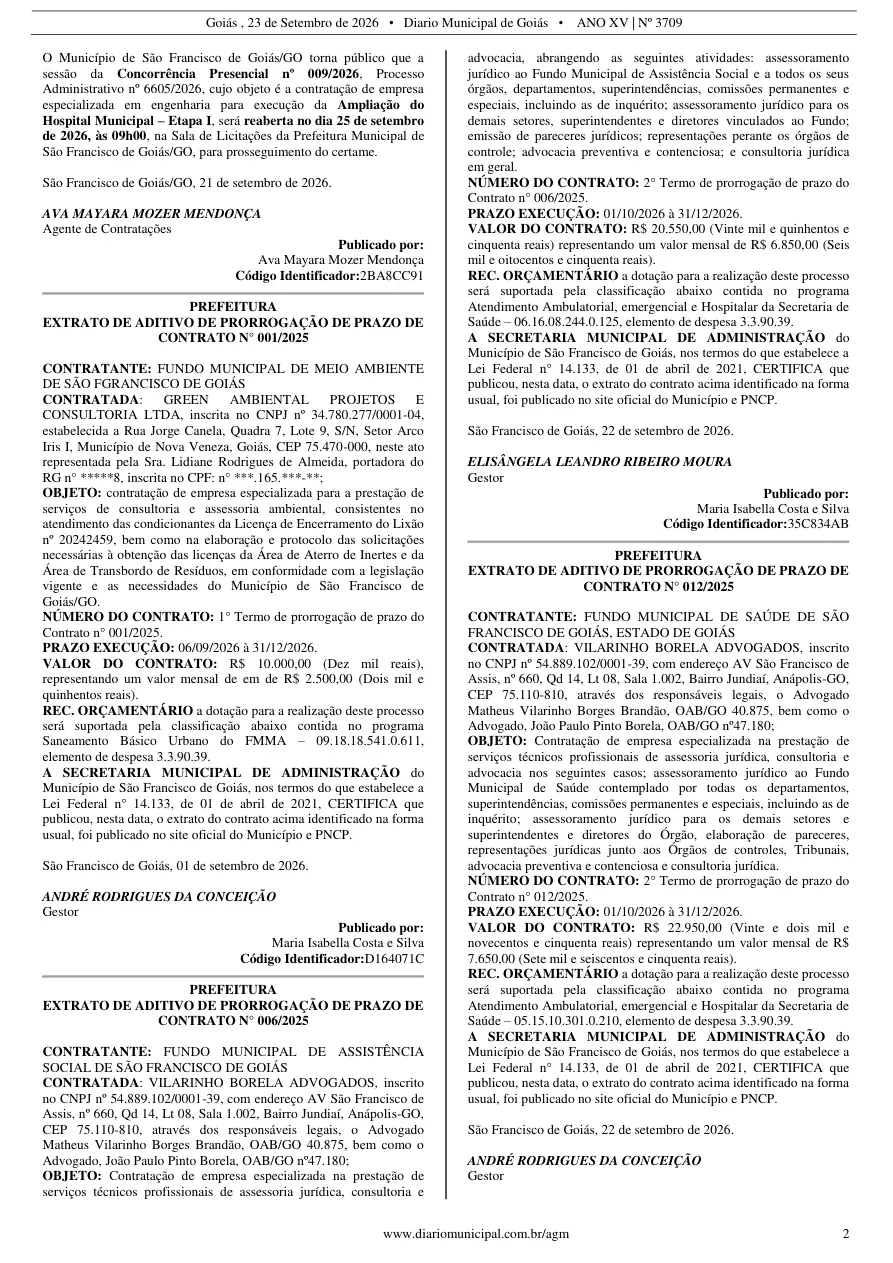 Goiás , 23 de Setembro de 2026 • Diario Municipal de Goiás • ANO XV | Nº 3709
O Município de São Francisco de Goiás/GO torna público que a
sessão da Concorrência Presencial nº 009/2026, Processo
Administrativo nº 6605/2026, cujo objeto é a contratação de empresa
especializada em engenharia para execução da Ampliação do
Hospital Municipal – Etapa I, será reaberta no dia 25 de setembro
de 2026, às 09h00, na Sala de Licitações da Prefeitura Municipal de
São Francisco de Goiás/GO, para prosseguimento do certame.
São Francisco de Goiás/GO, 21 de setembro de 2026.
AVA MAYARA MOZER MENDONÇA
Agente de Contratações
Publicado por:
Ava Mayara Mozer Mendonça
Código Identificador:2BA8CC91
PREFEITURA
EXTRATO DE ADITIVO DE PRORROGAÇÃO DE PRAZO DE
CONTRATO N° 001/2025
CONTRATANTE: FUNDO MUNICIPAL DE MEIO AMBIENTE
DE SÃO FGRANCISCO DE GOIÁS
CONTRATADA: GREEN AMBIENTAL PROJETOS E
CONSULTORIA LTDA, inscrita no CNPJ nº 34.780.277/0001-04,
estabelecida a Rua Jorge Canela, Quadra 7, Lote 9, S/N, Setor Arco
Iris I, Município de Nova Veneza, Goiás, CEP 75.470-000, neste ato
representada pela Sra. Lidiane Rodrigues de Almeida, portadora do
RG n° *****8, inscrita no CPF: n° ***.165.***-**;
OBJETO: contratação de empresa especializada para a prestação de
serviços de consultoria e assessoria ambiental, consistentes no
atendimento das condicionantes da Licença de Encerramento do Lixão
nº 20242459, bem como na elaboração e protocolo das solicitações
necessárias à obtenção das licenças da Área de Aterro de Inertes e da
Área de Transbordo de Resíduos, em conformidade com a legislação
vigente e as necessidades do Município de São Francisco de
Goiás/GO.
NÚMERO DO CONTRATO: 1° Termo de prorrogação de prazo do
Contrato n° 001/2025.
PRAZO EXECUÇÃO: 06/09/2026 à 31/12/2026.
VALOR DO CONTRATO: R$ 10.000,00 (Dez mil reais),
representando um valor mensal de em de R$ 2.500,00 (Dois mil e
quinhentos reais).
REC. ORÇAMENTÁRIO a dotação para a realização deste processo
será suportada pela classificação abaixo contida no programa
Saneamento Básico Urbano do FMMA – 09.18.18.541.0.611,
elemento de despesa 3.3.90.39.
A SECRETARIA MUNICIPAL DE ADMINISTRAÇÃO do
Município de São Francisco de Goiás, nos termos do que estabelece a
Lei Federal n° 14.133, de 01 de abril de 2021, CERTIFICA que
publicou, nesta data, o extrato do contrato acima identificado na forma
usual, foi publicado no site oficial do Município e PNCP.
São Francisco de Goiás, 01 de setembro de 2026.
ANDRÉ RODRIGUES DA CONCEIÇÃO
Gestor
Publicado por:
Maria Isabella Costa e Silva
Código Identificador:D164071C
PREFEITURA
EXTRATO DE ADITIVO DE PRORROGAÇÃO DE PRAZO DE
CONTRATO N° 006/2025
CONTRATANTE: FUNDO MUNICIPAL DE ASSISTÊNCIA
SOCIAL DE SÃO FRANCISCO DE GOIÁS
CONTRATADA: VILARINHO BORELA ADVOGADOS, inscrito
no CNPJ nº 54.889.102/0001-39, com endereço AV São Francisco de
Assis, nº 660, Qd 14, Lt 08, Sala 1.002, Bairro Jundiaí, Anápolis-GO,
CEP 75.110-810, através dos responsáveis legais, o Advogado
Matheus Vilarinho Borges Brandão, OAB/GO 40.875, bem como o
Advogado, João Paulo Pinto Borela, OAB/GO nº47.180;
OBJETO: Contratação de empresa especializada na prestação de
serviços técnicos profissionais de assessoria jurídica, consultoria e
advocacia, abrangendo as seguintes atividades: assessoramento
jurídico ao Fundo Municipal de Assistência Social e a todos os seus
órgãos, departamentos, superintendências, comissões permanentes e
especiais, incluindo as de inquérito; assessoramento jurídico para os
demais setores, superintendentes e diretores vinculados ao Fundo;
emissão de pareceres jurídicos; representações perante os órgãos de
controle; advocacia preventiva e contenciosa; e consultoria jurídica
em geral.
NÚMERO DO CONTRATO: 2° Termo de prorrogação de prazo do
Contrato n° 006/2025.
PRAZO EXECUÇÃO: 01/10/2026 à 31/12/2026.
VALOR DO CONTRATO: R$ 20.550,00 (Vinte mil e quinhentos e
cinquenta reais) representando um valor mensal de R$ 6.850,00 (Seis
mil e oitocentos e cinquenta reais).
REC. ORÇAMENTÁRIO a dotação para a realização deste processo
será suportada pela classificação abaixo contida no programa
Atendimento Ambulatorial, emergencial e Hospitalar da Secretaria de
Saúde – 06.16.08.244.0.125, elemento de despesa 3.3.90.39.
A SECRETARIA MUNICIPAL DE ADMINISTRAÇÃO do
Município de São Francisco de Goiás, nos termos do que estabelece a
Lei Federal n° 14.133, de 01 de abril de 2021, CERTIFICA que
publicou, nesta data, o extrato do contrato acima identificado na forma
usual, foi publicado no site oficial do Município e PNCP.
São Francisco de Goiás, 22 de setembro de 2026.
ELISÂNGELA LEANDRO RIBEIRO MOURA
Gestor
Publicado por:
Maria Isabella Costa e Silva
Código Identificador:35C834AB
PREFEITURA
EXTRATO DE ADITIVO DE PRORROGAÇÃO DE PRAZO DE
CONTRATO N° 012/2025
CONTRATANTE: FUNDO MUNICIPAL DE SAÚDE DE SÃO
FRANCISCO DE GOIÁS, ESTADO DE GOIÁS
CONTRATADA: VILARINHO BORELA ADVOGADOS, inscrito
no CNPJ nº 54.889.102/0001-39, com endereço AV São Francisco de
Assis, nº 660, Qd 14, Lt 08, Sala 1.002, Bairro Jundiaí, Anápolis-GO,
CEP 75.110-810, através dos responsáveis legais, o Advogado
Matheus Vilarinho Borges Brandão, OAB/GO 40.875, bem como o
Advogado, João Paulo Pinto Borela, OAB/GO nº47.180;
OBJETO: Contratação de empresa especializada na prestação de
serviços técnicos profissionais de assessoria jurídica, consultoria e
advocacia nos seguintes casos; assessoramento jurídico ao Fundo
Municipal de Saúde contemplado por todas os departamentos,
superintendências, comissões permanentes e especiais, incluindo as de
inquérito; assessoramento jurídico para os demais setores e
superintendentes e diretores do Órgão, elaboração de pareceres,
representações jurídicas junto aos Órgãos de controles, Tribunais,
advocacia preventiva e contenciosa e consultoria jurídica.
NÚMERO DO CONTRATO: 2° Termo de prorrogação de prazo do
Contrato n° 012/2025.
PRAZO EXECUÇÃO: 01/10/2026 à 31/12/2026.
VALOR DO CONTRATO: R$ 22.950,00 (Vinte e dois mil e
novecentos e cinquenta reais) representando um valor mensal de R$
7.650,00 (Sete mil e seiscentos e cinquenta reais).
REC. ORÇAMENTÁRIO a dotação para a realização deste processo
será suportada pela classificação abaixo contida no programa
Atendimento Ambulatorial, emergencial e Hospitalar da Secretaria de
Saúde – 05.15.10.301.0.210, elemento de despesa 3.3.90.39.
A SECRETARIA MUNICIPAL DE ADMINISTRAÇÃO do
Município de São Francisco de Goiás, nos termos do que estabelece a
Lei Federal n° 14.133, de 01 de abril de 2021, CERTIFICA que
publicou, nesta data, o extrato do contrato acima identificado na forma
usual, foi publicado no site oficial do Município e PNCP.
São Francisco de Goiás, 22 de setembro de 2026.
ANDRÉ RODRIGUES DA CONCEIÇÃO
Gestor
www.diariomunicipal.com.br/agm 2